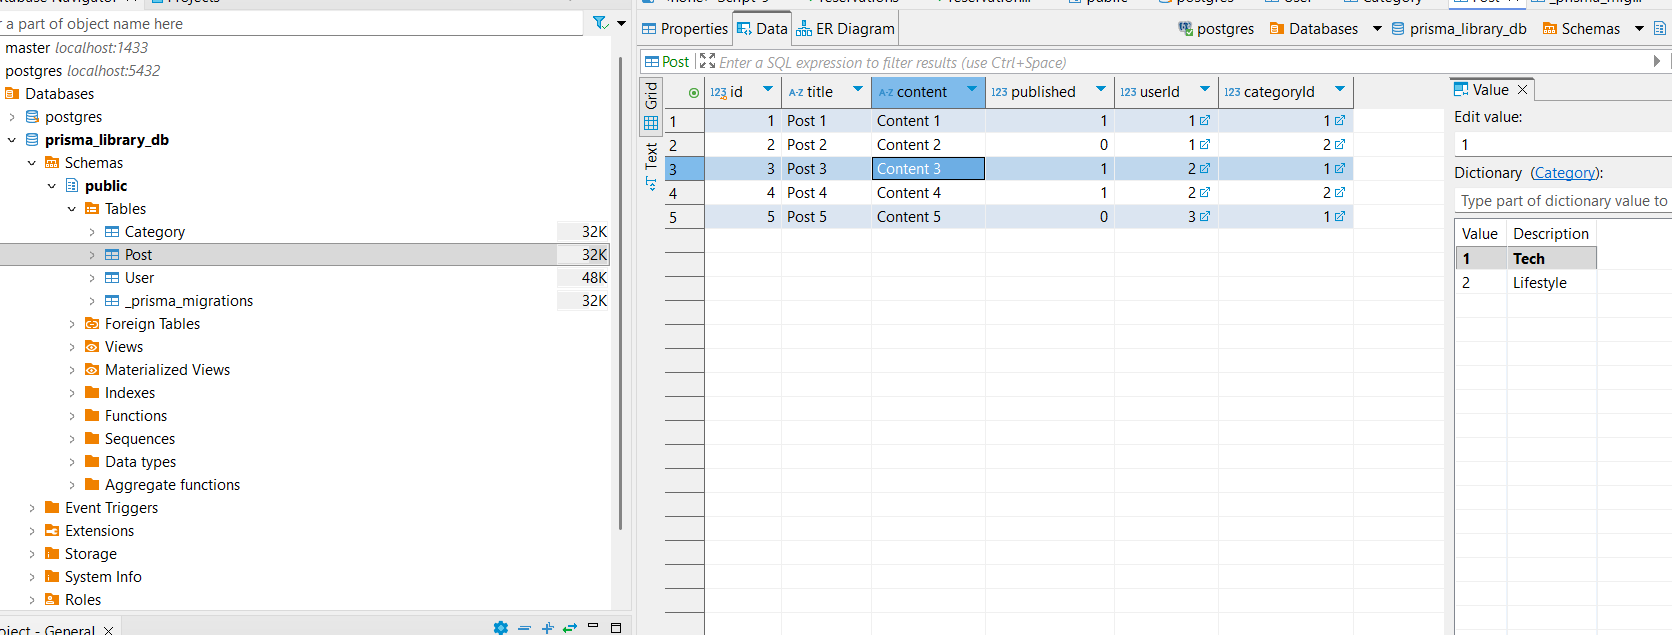 Projects
r a part of object name here
master localhost:1433
postgres localhost:5432
Databases
postgres
prisma_library_db
Schemas
public
Tables
Category 32K
Post 32K
User 48K
_prisma_migrations 32K
Foreign Tables
Views
Materialized Views
Indexes
Functions
Sequences
Data types
Aggregate functions
Event Triggers
Extensions
Storage
System Info
Roles
General
Properties Data ER Diagram postgres Databases prisma_library_db Schemas
Post Enter a SQL expression to filter results (use Ctrl+Space)
Grid
Text
123 id A-Z title A-Z content 123 published 123 userId 123 categoryId
1 1 Post 1 Content 1 1 1 1
2 2 Post 2 Content 2 0 1 2
3 3 Post 3 Content 3 1 2 1
4 4 Post 4 Content 4 1 2 2
5 5 Post 5 Content 5 0 3 1
Value
Edit value:
1
Dictionary (Category):
Type part of dictionary value to
Value Description
1 Tech
2 Lifestyle